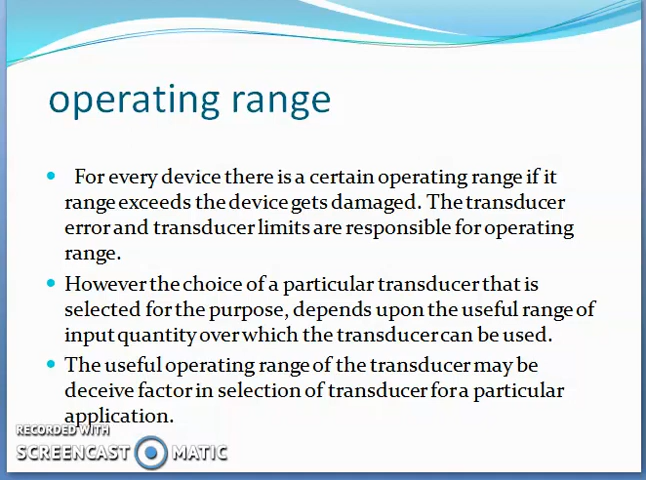 operating range
For every device there is a certain operating range if it
range exceeds the device gets damaged. The transducer
error and transducer limits are responsible for operating
range.
However the choice of a particular transducer that is
selected for the purpose, depends upon the useful range of
input quantity over which the transducer can be used.
The useful operating range of the transducer may be
deceive factor in selection of transducer for a particular
application.
RECORDED WITH
SCREENCAST MATIC